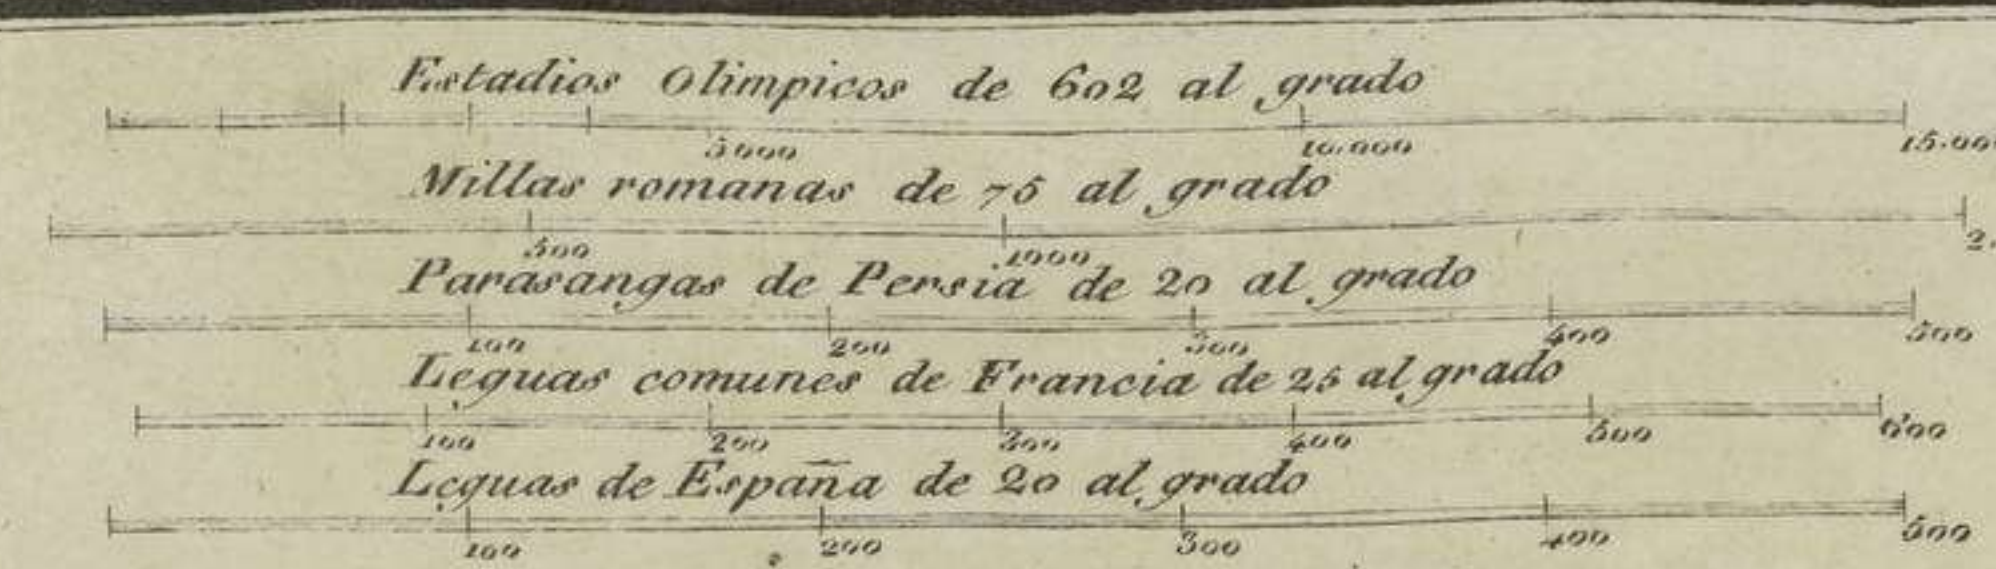 Estadios Olimpicos de 602 al grado
5000 10.000
Millas romanas de 75 al grado
500 1000
Parasangas de Persia de 20 al grado
100 200 300 400 500
Leguas comunes de Francia de 25 al grado
100 200 300 400 500 600
Leguas de España de 20 al grado
100 200 300 400 500